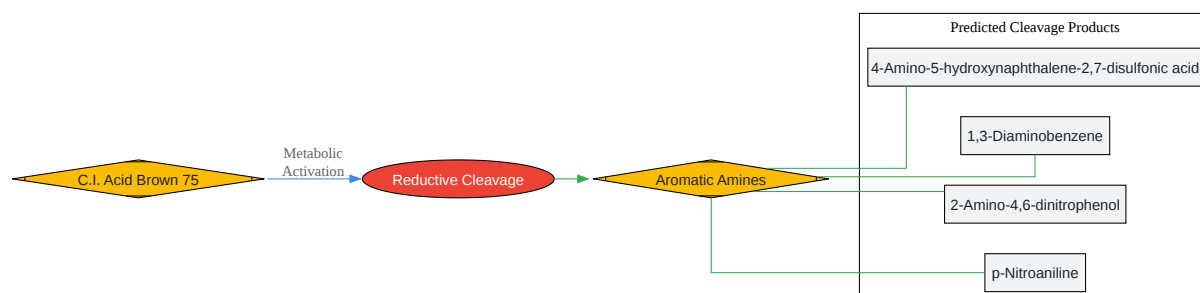 Predicted Cleavage Products
4-Amino-5-hydroxynaphthalene-2,7-disulfonic acid
1,3-Diaminobenzene
Metabolic
Activation
C.I. Acid Brown 75
Reductive Cleavage
Aromatic Amines
2-Amino-4,6-dinitrophenol
p-Nitroaniline